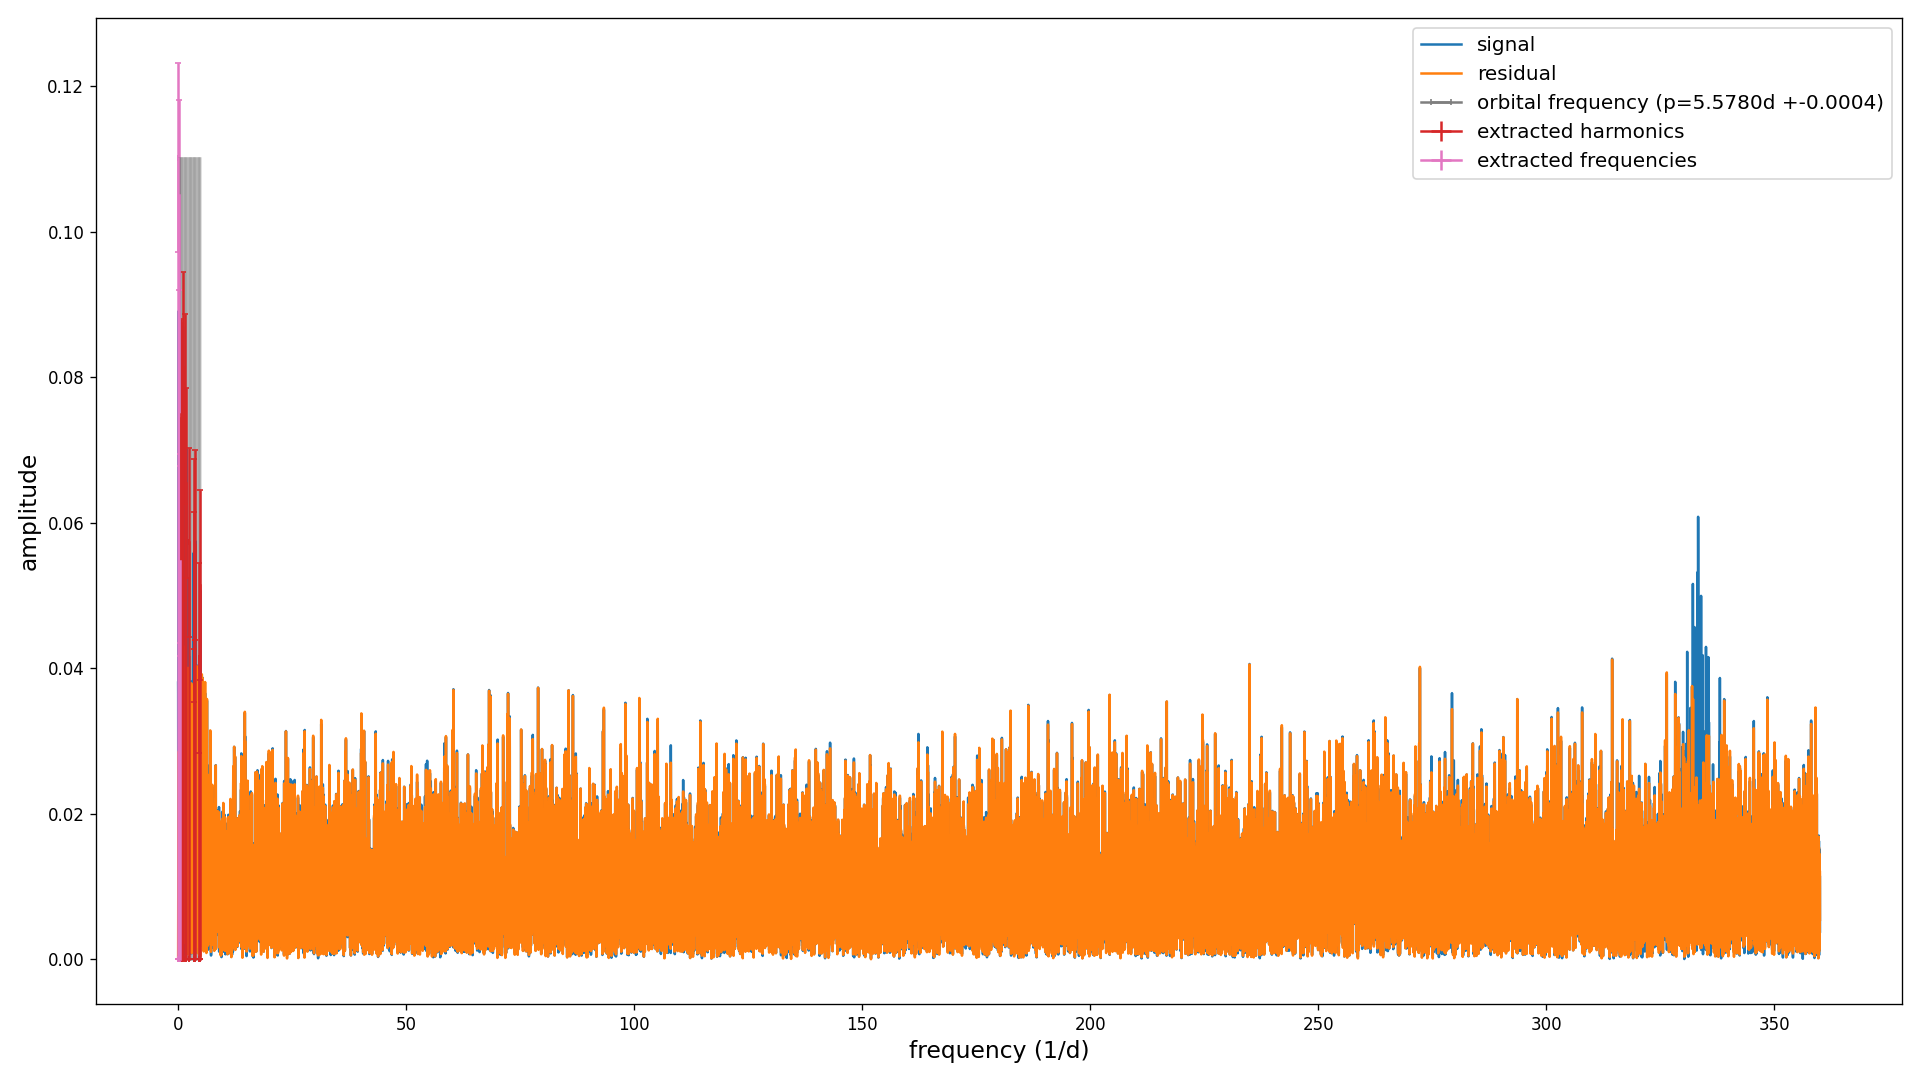 signal
residual
orbital frequency (p=5.5780d +-0.0004)
extracted harmonics
extracted frequencies
0.12
0.10
0.08
0.06
0.04
0.02
0.00
amplitude
0 50 100 150 200 250 300 350
frequency (1/d)